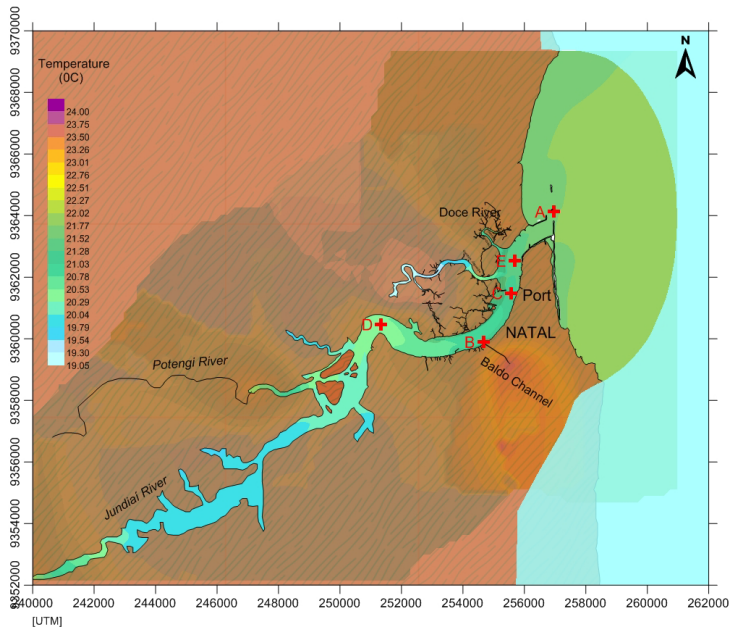 9370000
9368000
9366000
9364000
9362000
9360000
9358000
9356000
9354000
9352000
N
Temperature
(0C)
24.00
23.75
23.50
23.26
23.01
22.76
22.51
22.27
22.02
21.77
21.52
21.28
21.03
20.78
20.53
20.29
20.04
19.79
19.54
19.30
19.05
Doce River
A
E
C
Port
D
B
NATAL
Baldo Channel
Potengi River
Jundiai River
240000 242000 244000 246000 248000 250000 252000 254000 256000 258000 260000 262000
[UTM]